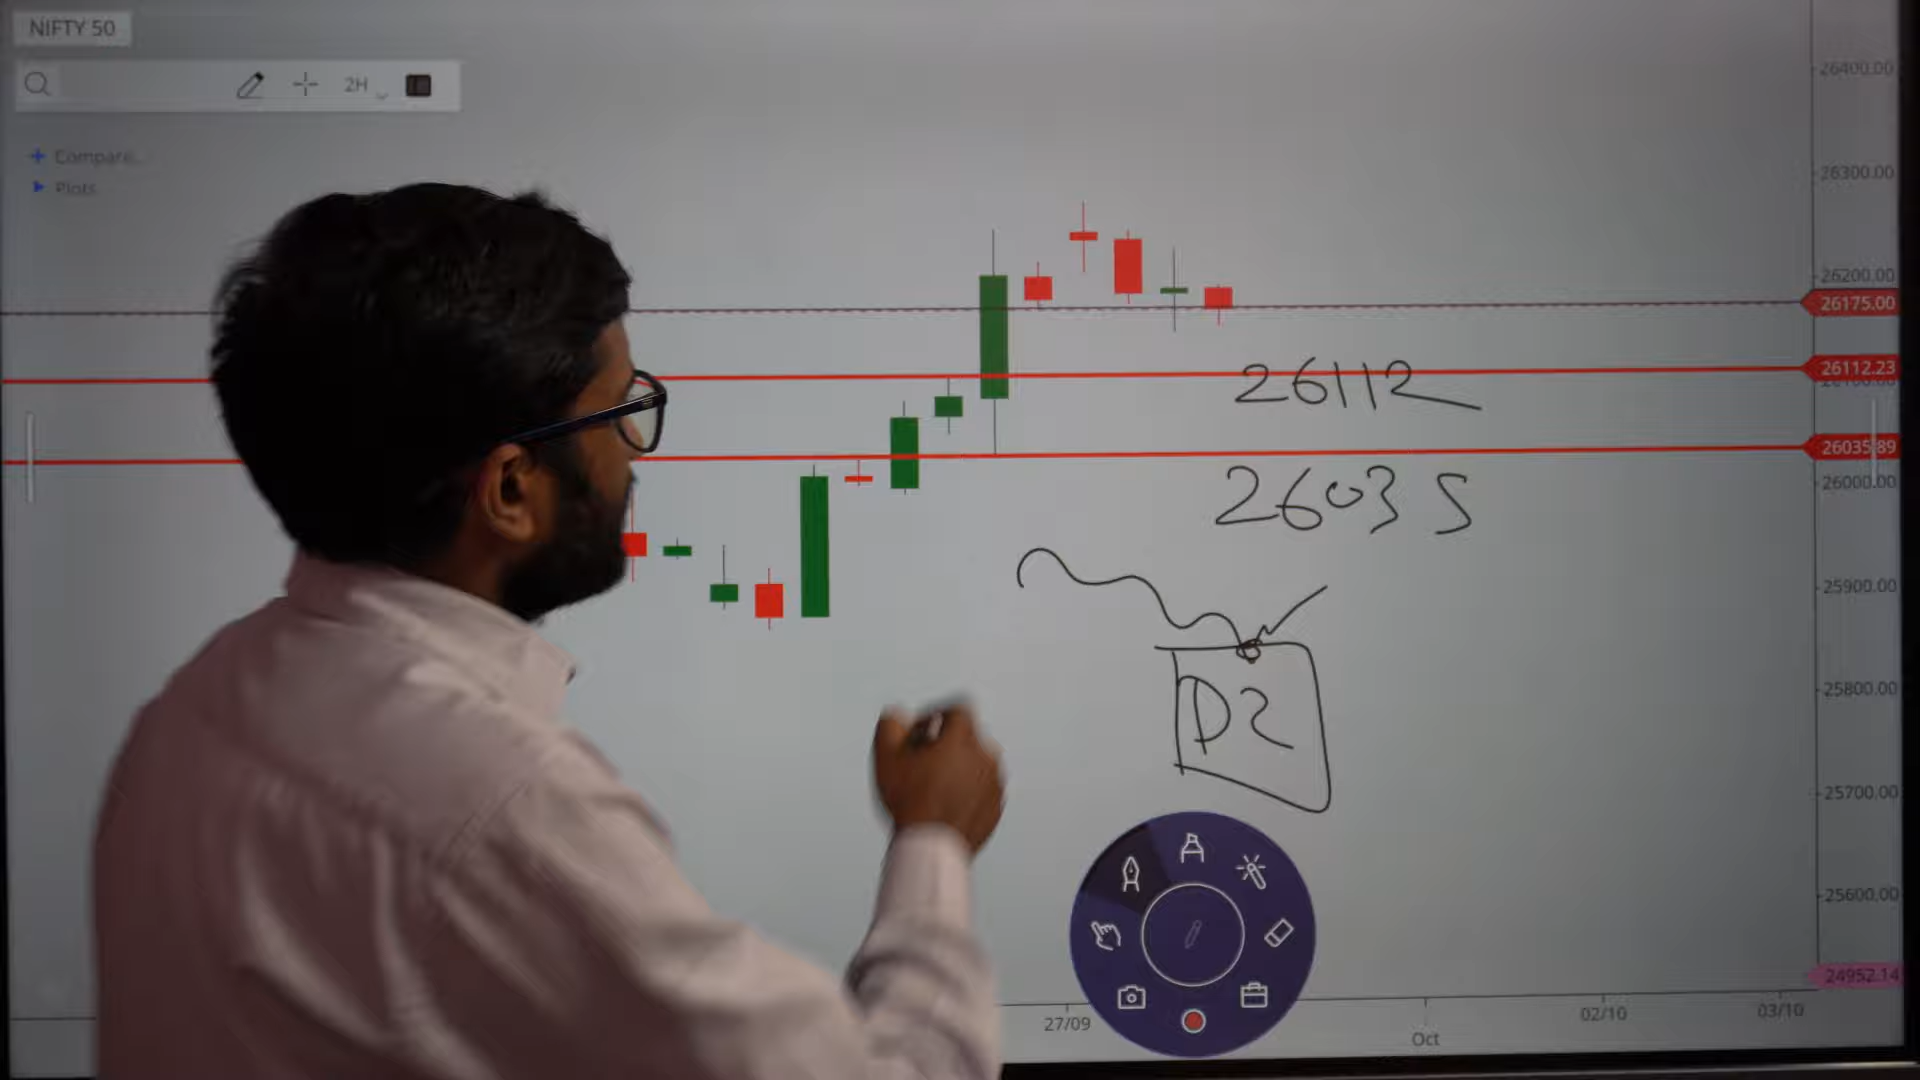 NIFTY 50
2H
Compare...
Plots
26400.00
26300.00
26200.00
26175.00
26112.23
26112
26035.89
26035
26000.00
25900.00
25800.00
D2
25700.00
25600.00
24952.14
27/09
Oct
02/10
03/10